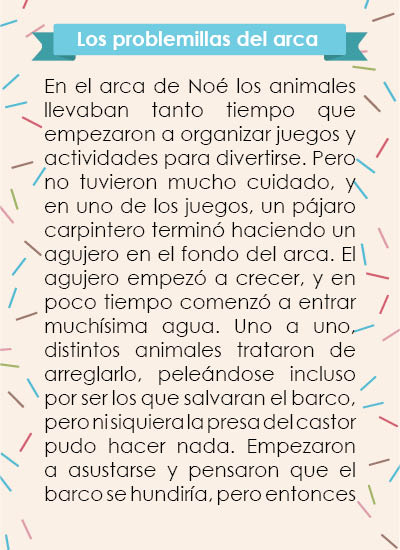 Los problemillas del arca
En el arca de Noé los animales
llevaban tanto tiempo que
empezaron a organizar juegos y
actividades para divertirse. Pero
no tuvieron mucho cuidado, y
en uno de los juegos, un pájaro
carpintero terminó haciendo un
agujero en el fondo del arca. El
agujero empezó a crecer, y en
poco tiempo comenzó a entrar
muchísima agua. Uno a uno,
distintos animales trataron de
arreglarlo, peleándose incluso
por ser los que salvaran el barco,
pero ni siquiera la presa del castor
pudo hacer nada. Empezaron
a asustarse y pensaron que el
barco se hundiría, pero entonces